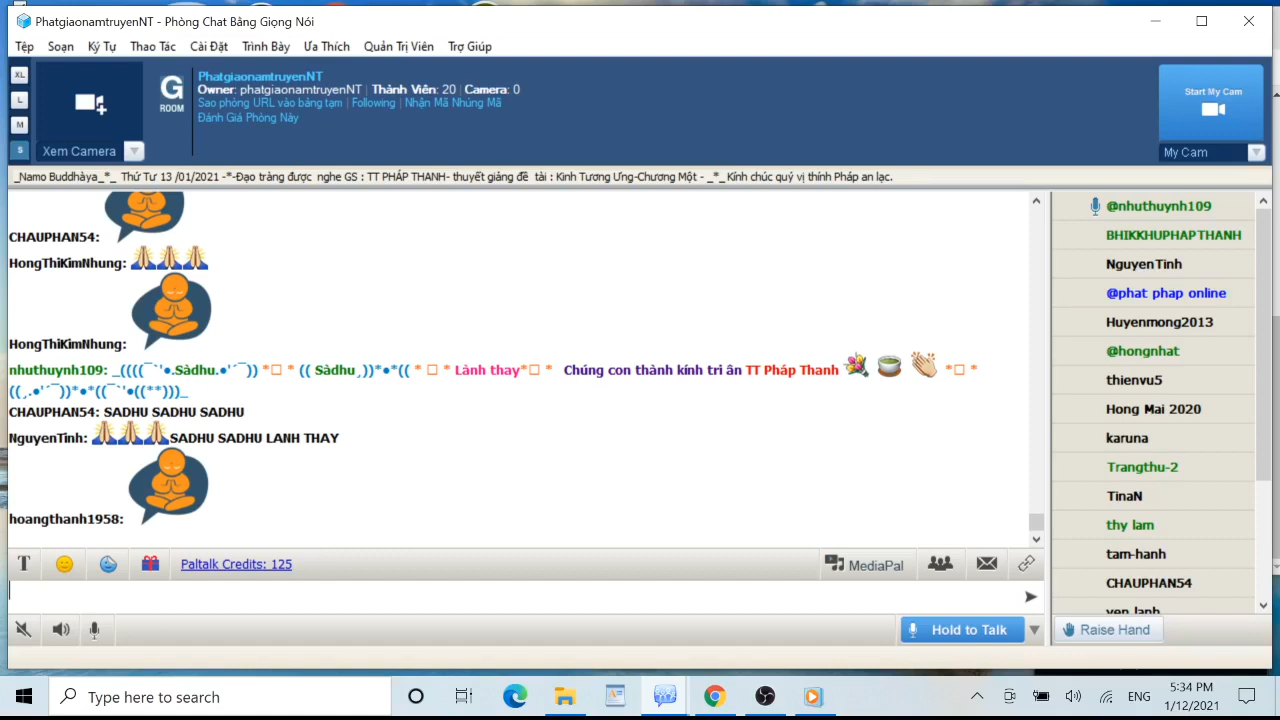 PhatgiaonamtruyenNT - Phòng Chat Bằng Giọng Nói
Tệp Soạn Ký Tự Thao Tác Cài Đặt Trình Bày Ưa Thích Quản Trị Viên Trợ Giúp
XL
L
M
S
Xem Camera
G
ROOM
PhatgiaonamtruyenNT
Owner: phatgiaonamtruyenNT | Thành Viên: 20 | Camera: 0
Sao phỏng URL vào bảng tạm | Following | Nhận Mã Nhúng Mã
Đánh Giá Phòng Này
Start My Cam
My Cam
_Namo Buddhàya_*_ Thứ Tư 13 /01/2021 -*-Đạo tràng được nghe GS : TT PHÁP THANH- thuyết giảng đề tài : Kinh Tương Ưng-Chương Một - _*_Kính chúc quý vị thính Pháp an lạc.
CHAUPHAN54:
HongThiKimNhung:
HongThiKimNhung:
nhuthuynh109: _((((¯`'●.Sàdhu.●'´¯)) *□ * (( Sàdhu¸))*●*(( * □ * Lành thay*□ * Chúng con thành kính tri ân TT Pháp Thanh *□ *
((¸.●'´¯))*●*((¯`'●((**)))_
CHAUPHAN54: SADHU SADHU SADHU
NguyenTinh: SADHU SADHU LANH THAY
hoangthanh1958:
@nhuthuynh109
BHIKKHUPHAPTHANH
NguyenTinh
@phat phap online
Huyenmong2013
@hongnhat
thienvu5
Hong Mai 2020
karuna
Trangthu-2
TinaN
thy lam
tam-hanh
CHAUPHAN54
yen lanh
T
Paltalk Credits: 125
MediaPal
Hold to Talk
Raise Hand
Type here to search
ENG
5:34 PM
1/12/2021